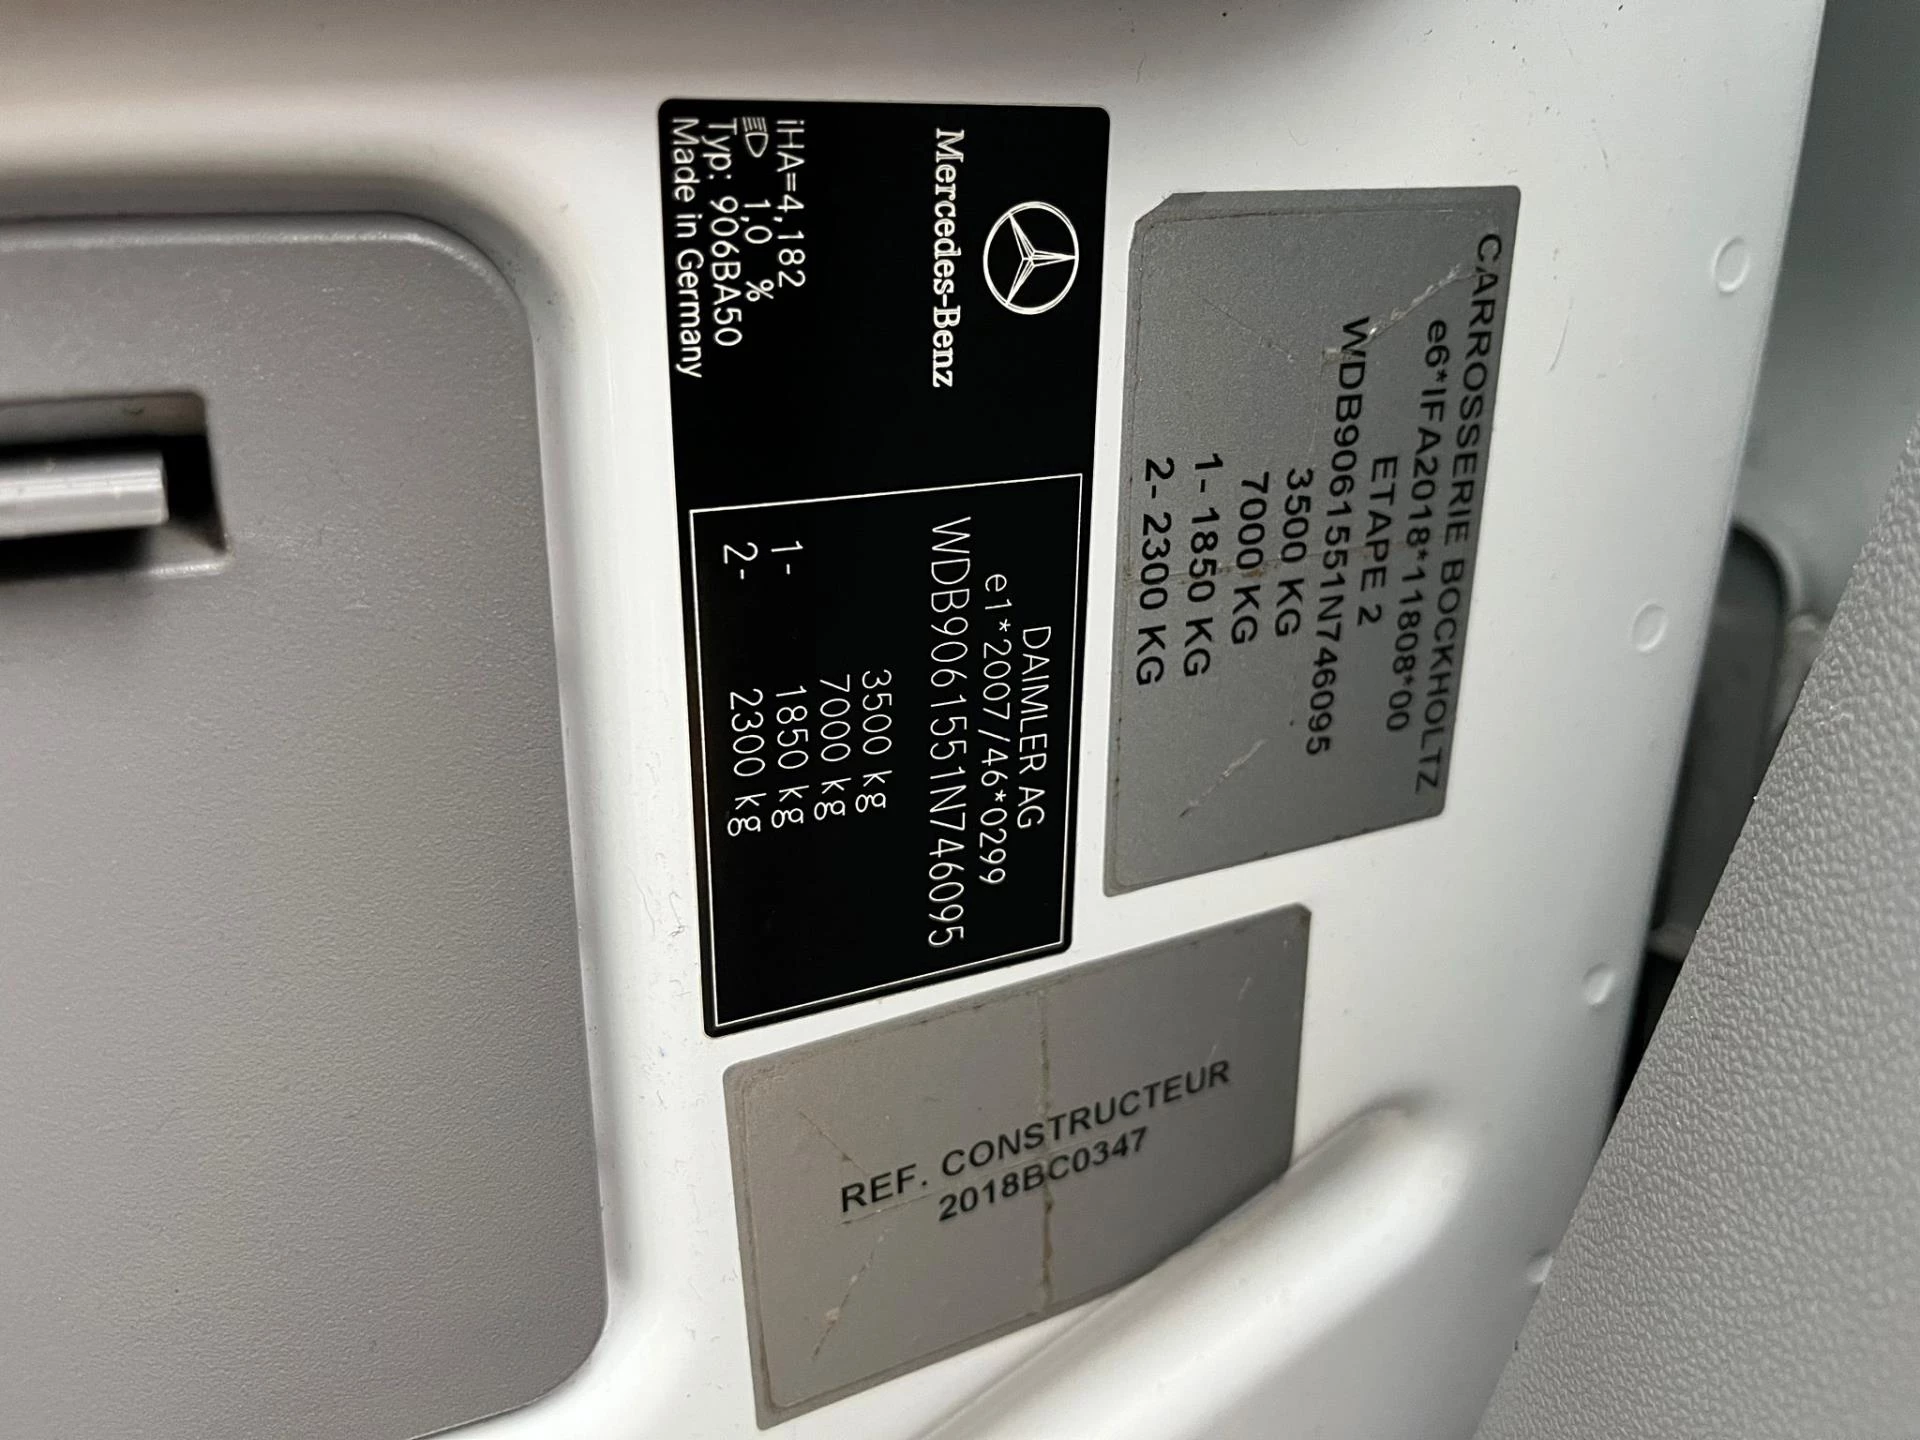 CARROSSERIE BOCKHOLTZ
e6*IFA2018*11808*00
ETAPE 2
WDB9061551N746095
3500 KG
7000 KG
1- 1850 KG
2- 2300 KG
Mercedes-Benz
iHA=4,182
1,0 %
Typ: 906BA50
Made in Germany
DAIMLER AG
e1*2007/46*0299
WDB9061551N746095
3500 kg
7000 kg
1- 1850 kg
2- 2300 kg
REF. CONSTRUCTEUR
2018BC0347